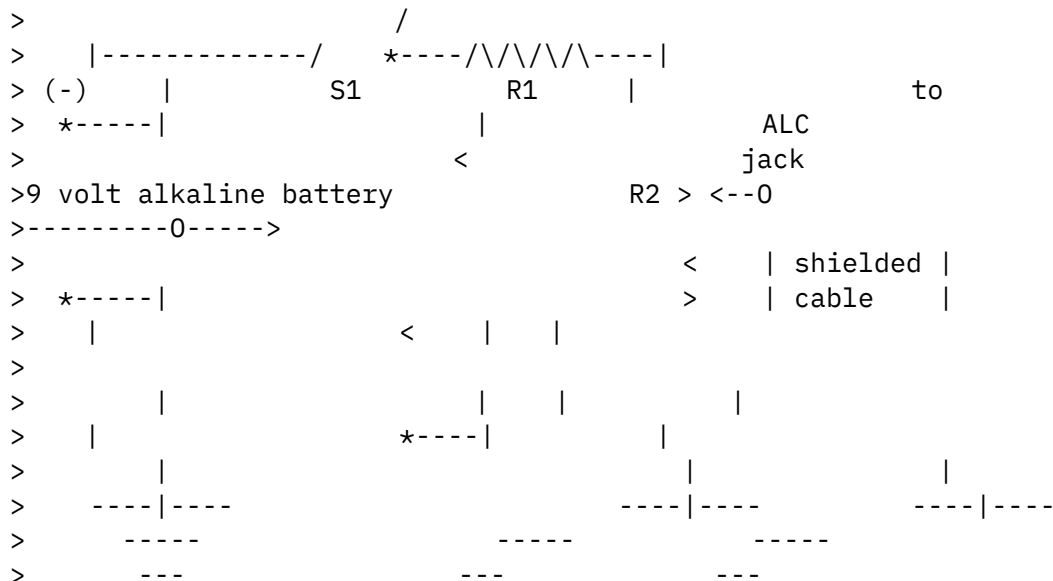 >                       /
>    |-------------/    *----/\/\/\/\----|
> (-)     |          S1         R1       |                 to
>  *-----|                   |                 ALC
>                           <                 jack
>9 volt alkaline battery               R2 > <--O
>---------O----->
>                                         <    | shielded |
>  *-----|                                >    | cable    |
>    |                   <    |   |
>
>        |                   |    |          |
>    |                   *----|          |
>        |                                |               |
>    ----|----                        ----|----         ----|----
>      -----                 -----          -----
>       ---                ---            ---